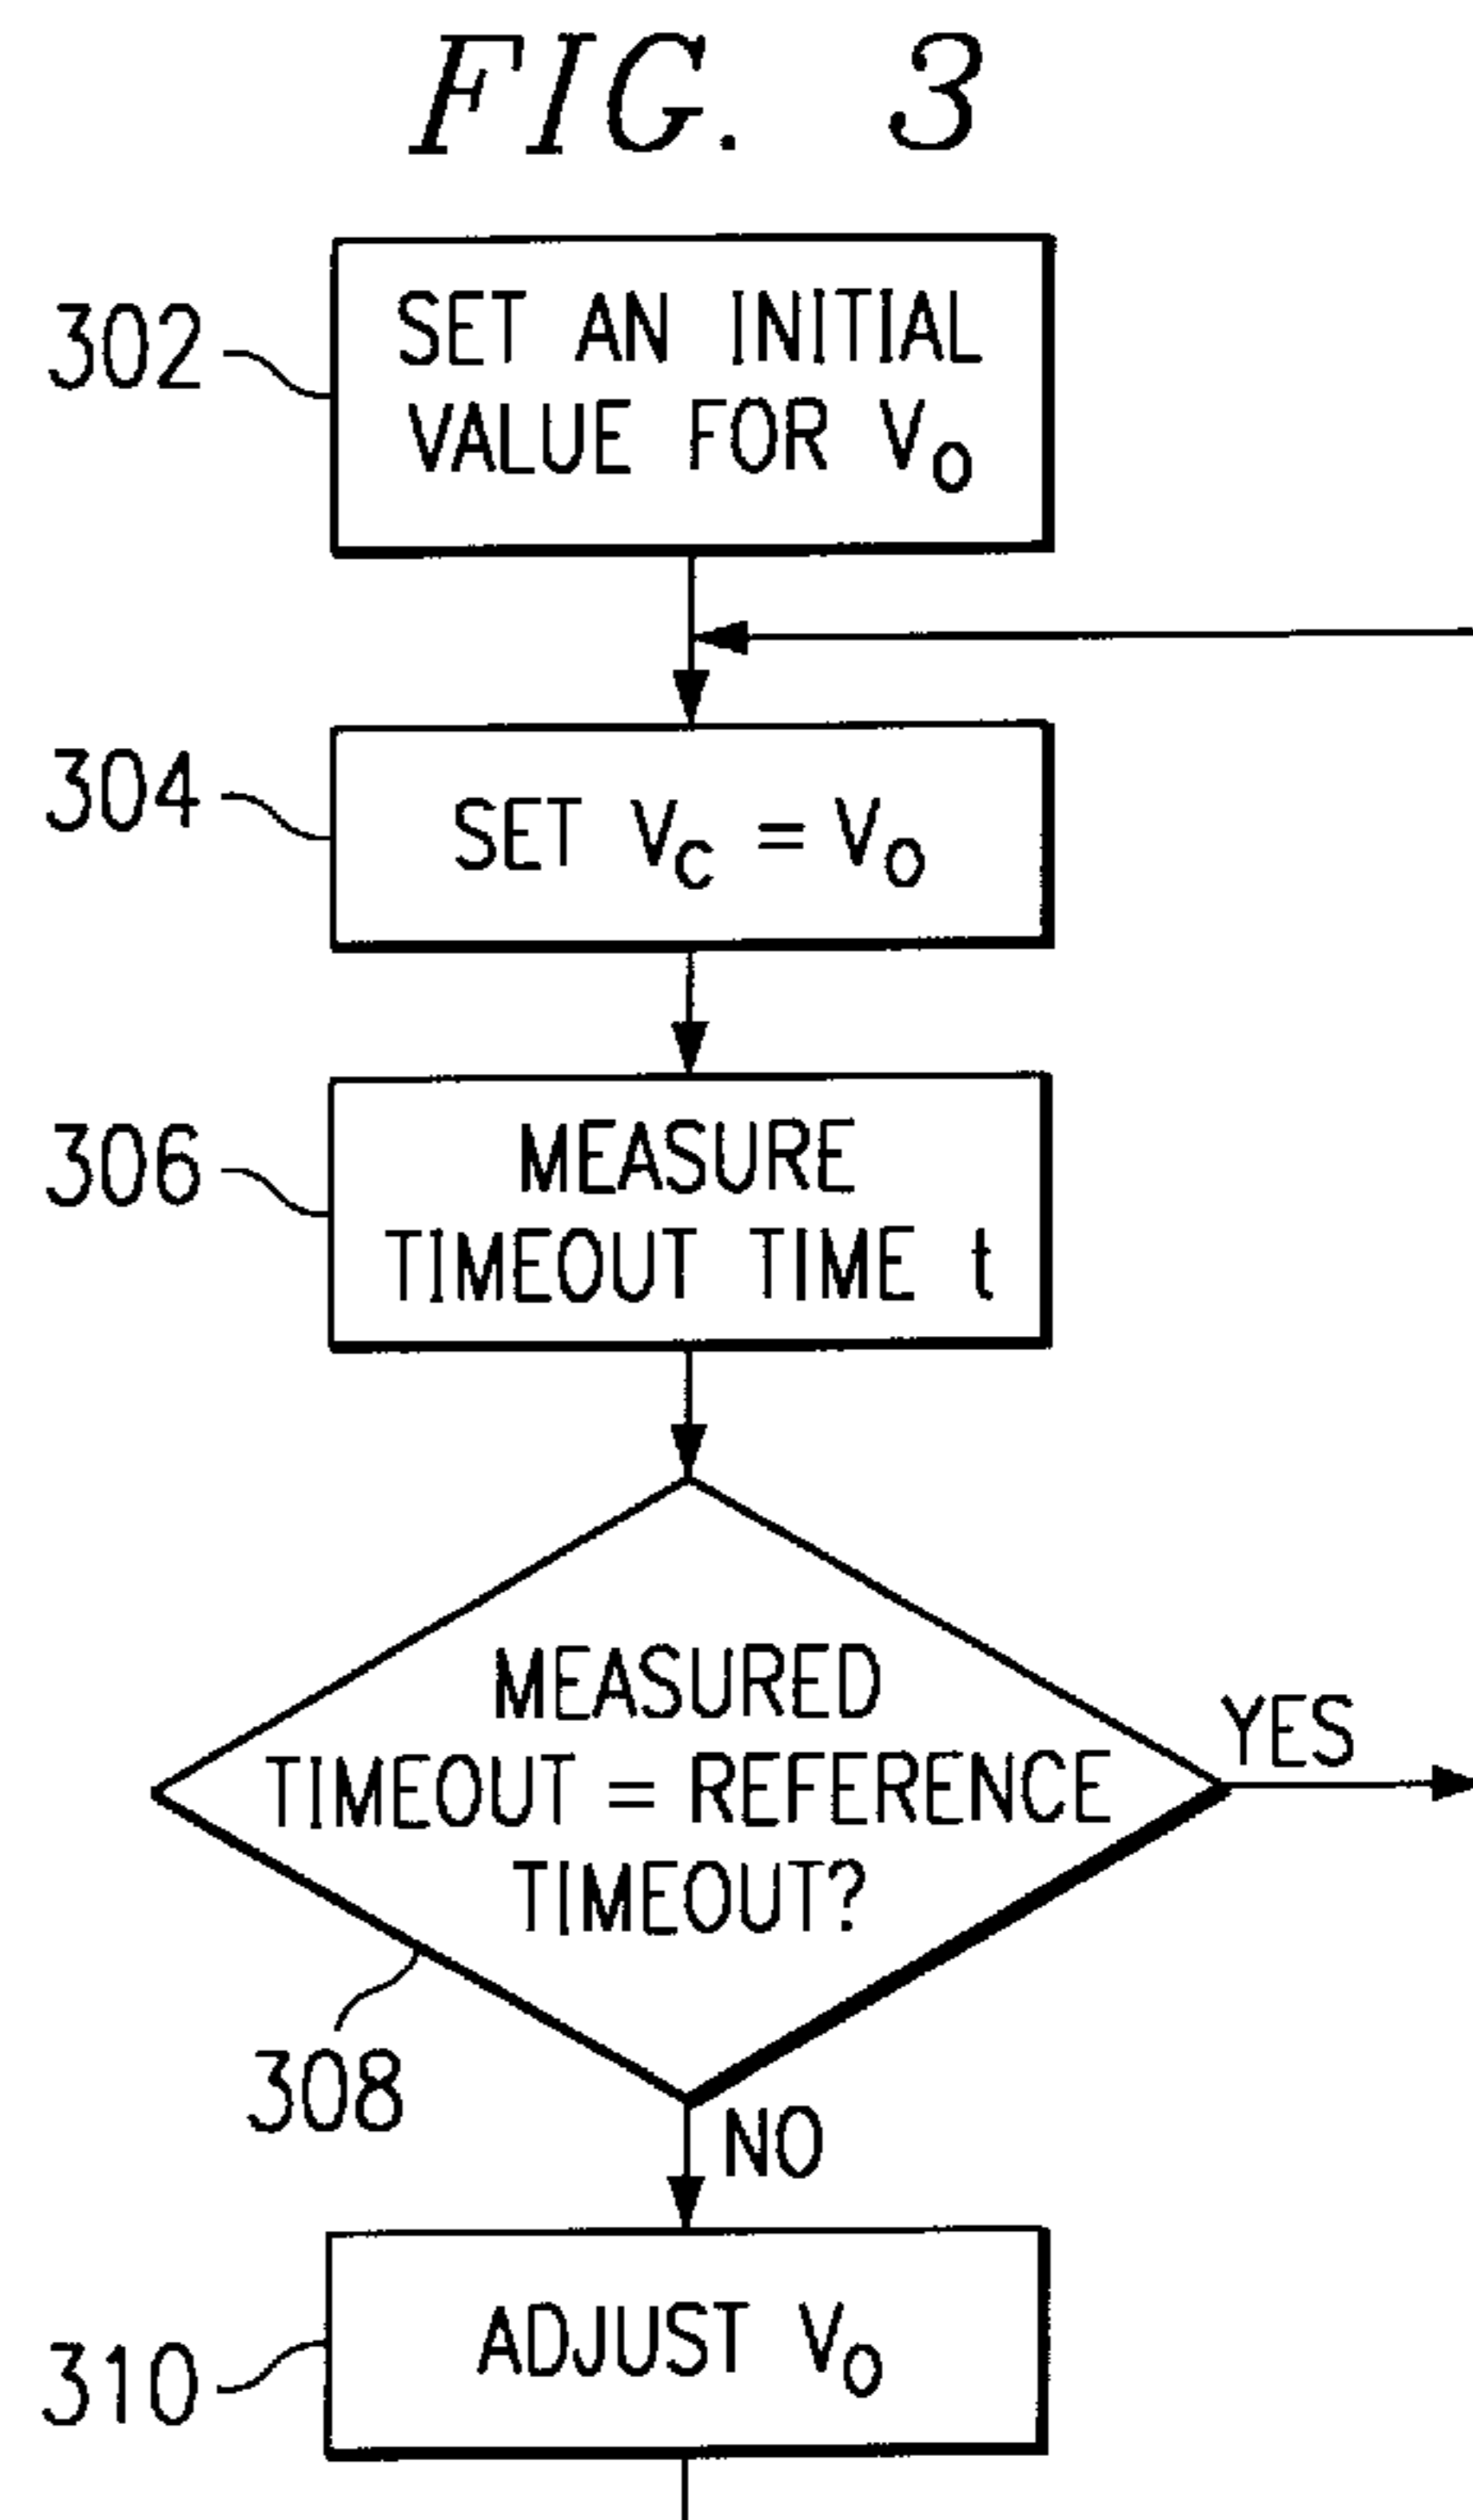 FIG. 3
302
SET AN INITIAL
VALUE FOR VO
304
SET VC = VO
306
MEASURE
TIMEOUT TIME t
MEASURED
TIMEOUT = REFERENCE
TIMEOUT?
YES
308
NO
310
ADJUST VO